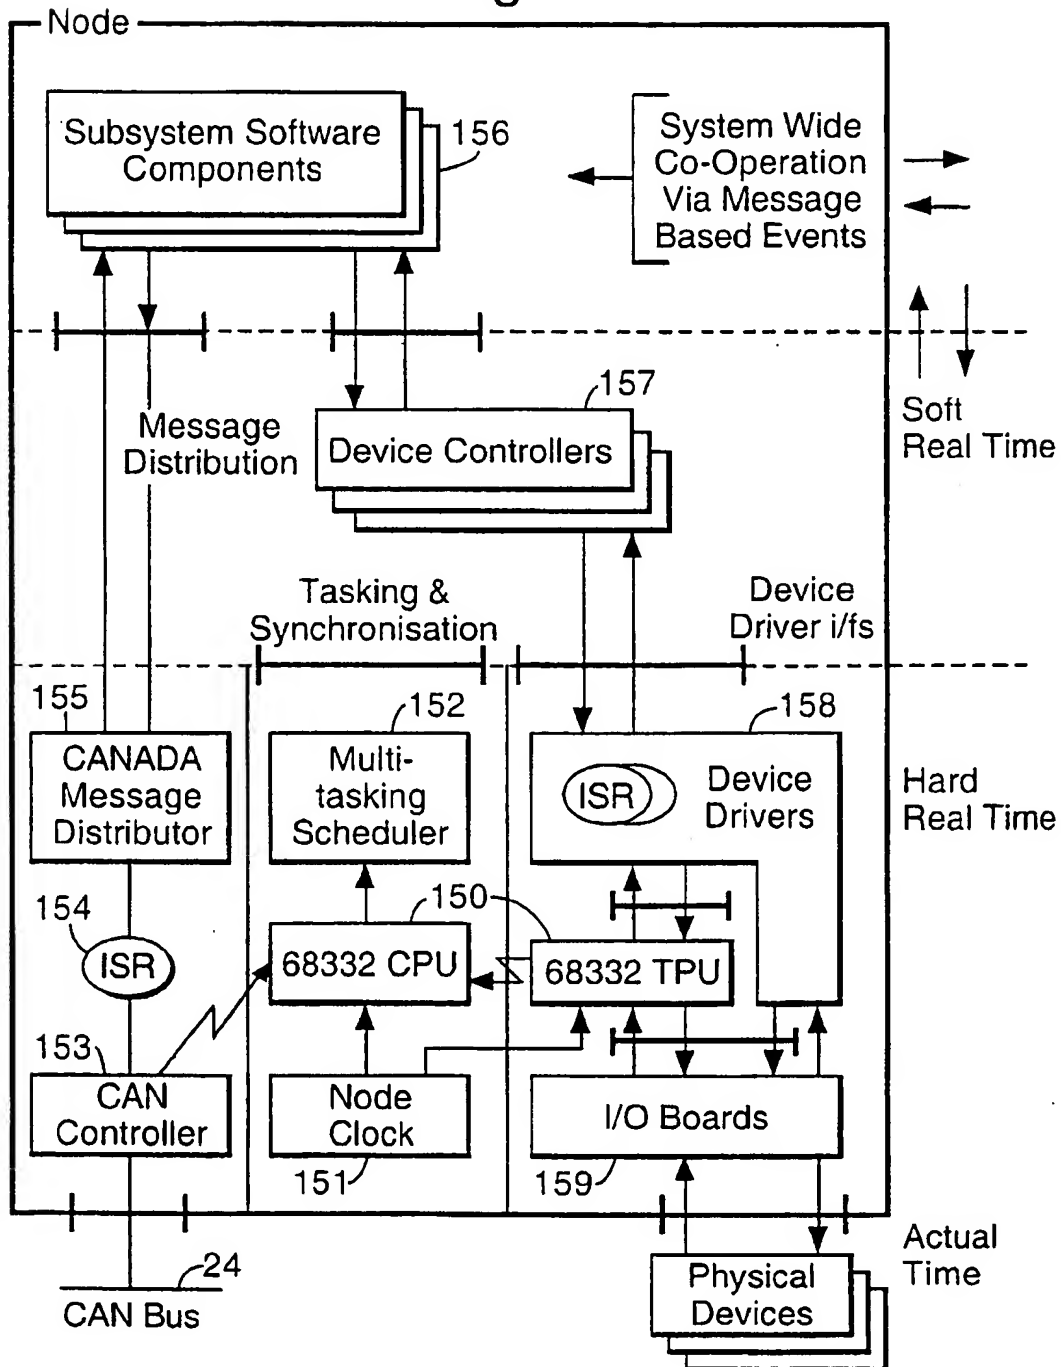 Node
Subsystem Software
Components
156
System Wide
Co-Operation
Via Message
Based Events
157
Soft
Real Time
Message
Distribution
Device Controllers
Tasking &
Synchronisation
Device
Driver i/fs
155
152
158
CANADA
Message
Distributor
Multi-
tasking
Scheduler
ISR
Device
Drivers
Hard
Real Time
154
150
ISR
68332 CPU
68332 TPU
153
CAN
Controller
Node
Clock
I/O Boards
151
159
24
CAN Bus
Actual
Time
Physical
Devices